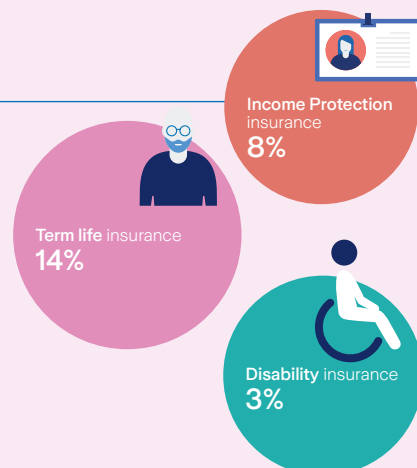 Income Protection
insurance
8%
Term life insurance
14%
Disability insurance
3%